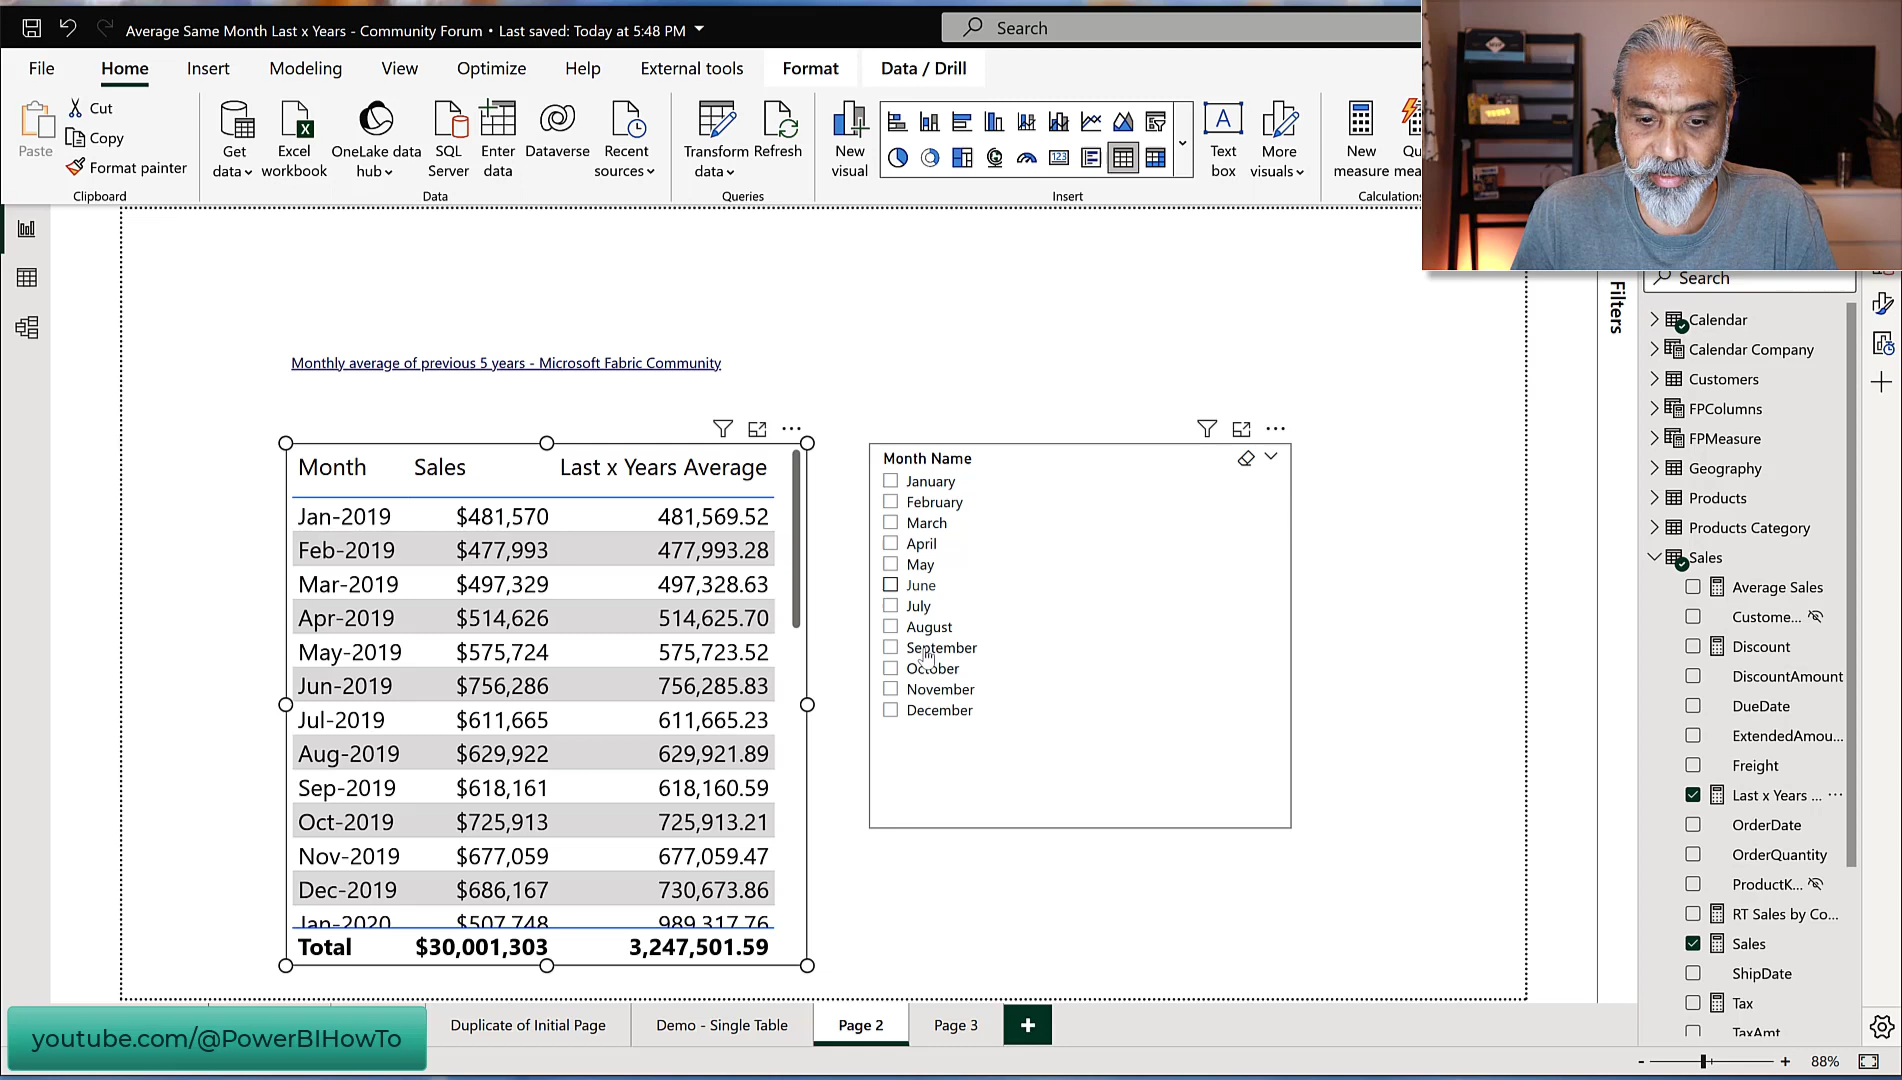 Average Same Month Last x Years - Community Forum • Last saved: Today at 5:48 PM
Search
File
Home
Insert
Modeling
View
Optimize
Help
External tools
Format
Data / Drill
Paste
Cut
Copy
Format painter
Clipboard
Get data
Excel workbook
OneLake data hub
SQL Server
Enter data
Dataverse
Recent sources
Data
Transform data
Refresh
Queries
New visual
Text box
More visuals
Insert
New measure
Calculations
Filters
Search
Calendar
Calendar Company
Customers
FPColumns
FPMeasure
Geography
Products
Products Category
Sales
Average Sales
Custome...
Discount
DiscountAmount
DueDate
ExtendedAmou...
Freight
Last x Years ...
OrderDate
OrderQuantity
ProductK...
RT Sales by Co...
Sales
ShipDate
Tax
TaxAmt
Monthly average of previous 5 years - Microsoft Fabric Community
Month Sales Last x Years Average
Jan-2019 $481,570 481,569.52
Feb-2019 $477,993 477,993.28
Mar-2019 $497,329 497,328.63
Apr-2019 $514,626 514,625.70
May-2019 $575,724 575,723.52
Jun-2019 $756,286 756,285.83
Jul-2019 $611,665 611,665.23
Aug-2019 $629,922 629,921.89
Sep-2019 $618,161 618,160.59
Oct-2019 $725,913 725,913.21
Nov-2019 $677,059 677,059.47
Dec-2019 $686,167 730,673.86
Jan-2020 $507,748 989,317.76
Total $30,001,303 3,247,501.59
Month Name
January
February
March
April
May
June
July
August
September
October
November
December
youtube.com/@PowerBIHowTo
Duplicate of Initial Page
Demo - Single Table
Page 2
Page 3
88%